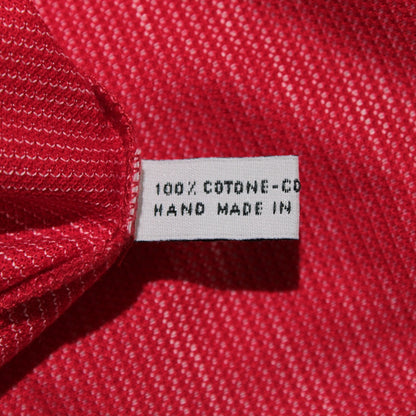 100% COTONE-CO
HAND MADE IN